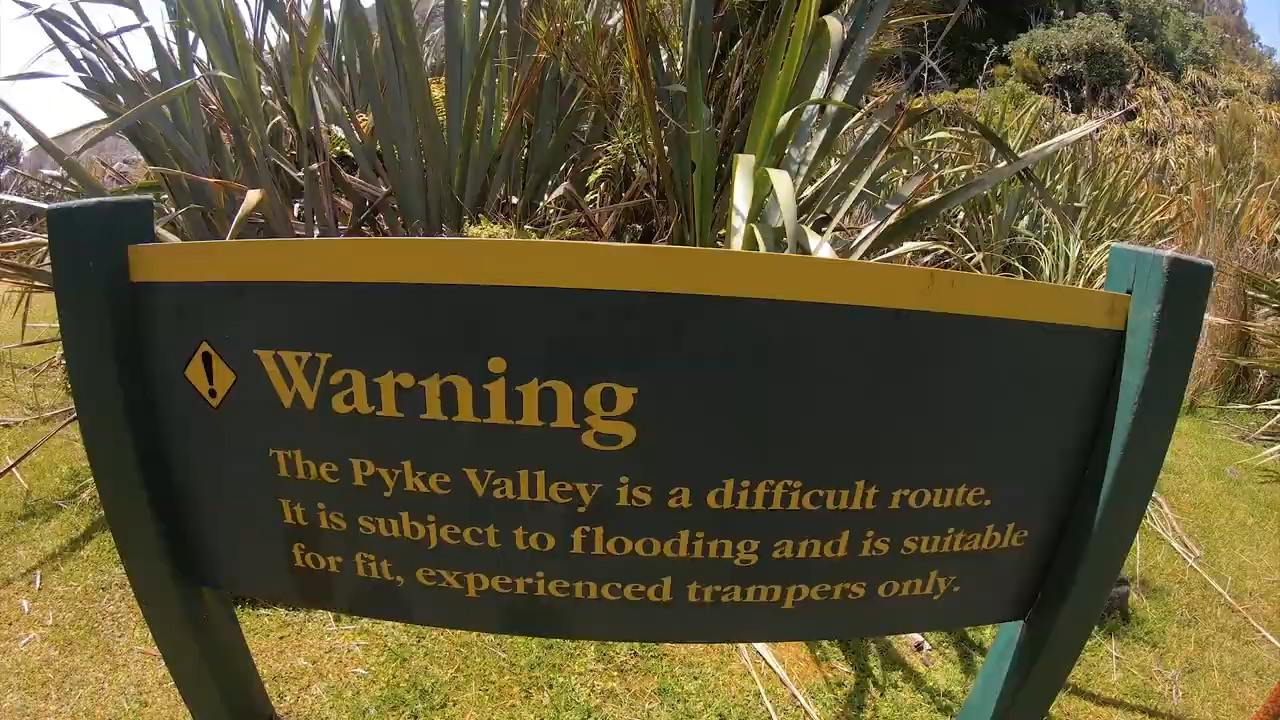 Warning
The Pyke Valley is a difficult route.
It is subject to flooding and is suitable
for fit, experienced trampers only.